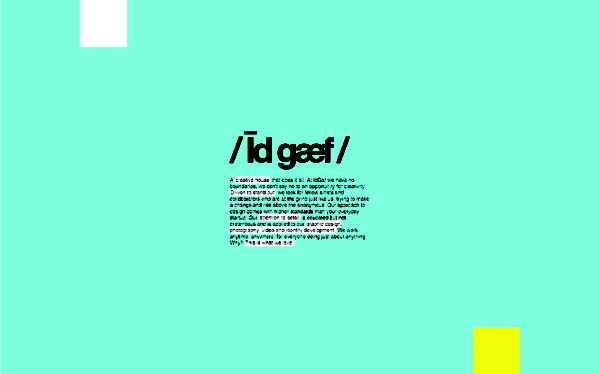 / Īd gæf /
A creative house that does it all. At IdGaf we have no
boundaries, we can't say no to an opportunity for creativity.
Driven to stand out, we look for fellow artists and
collaborators who are at the grind just like us, trying to make
a change and rise above the anonymous. Our approach to
design comes with higher standards than your everyday
startup. Our attention to detail is educated but not
pretentious and is applied to our graphic design,
photography, video and identity development. We work
anytime, anywhere, for everyone doing just about anything.
Why? This is what we love.